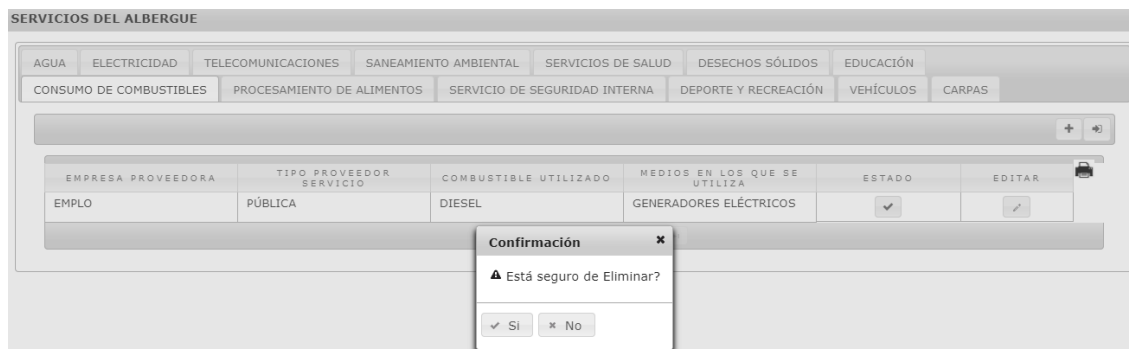 SERVICIOS DEL ALBERGUE
AGUA ELECTRICIDAD TELECOMUNICACIONES SANEAMIENTO AMBIENTAL SERVICIOS DE SALUD DESECHOS SÓLIDOS EDUCACIÓN
CONSUMO DE COMBUSTIBLES PROCESAMIENTO DE ALIMENTOS SERVICIO DE SEGURIDAD INTERNA DEPORTE Y RECREACIÓN VEHÍCULOS CARPAS
EMPRESA PROVEEDORA TIPO PROVEEDOR SERVICIO COMBUSTIBLE UTILIZADO MEDIOS EN LOS QUE SE UTILIZA ESTADO EDITAR
EMPLO PÚBLICA DIESEL GENERADORES ELÉCTRICOS
Confirmación
Está seguro de Eliminar?
Si No